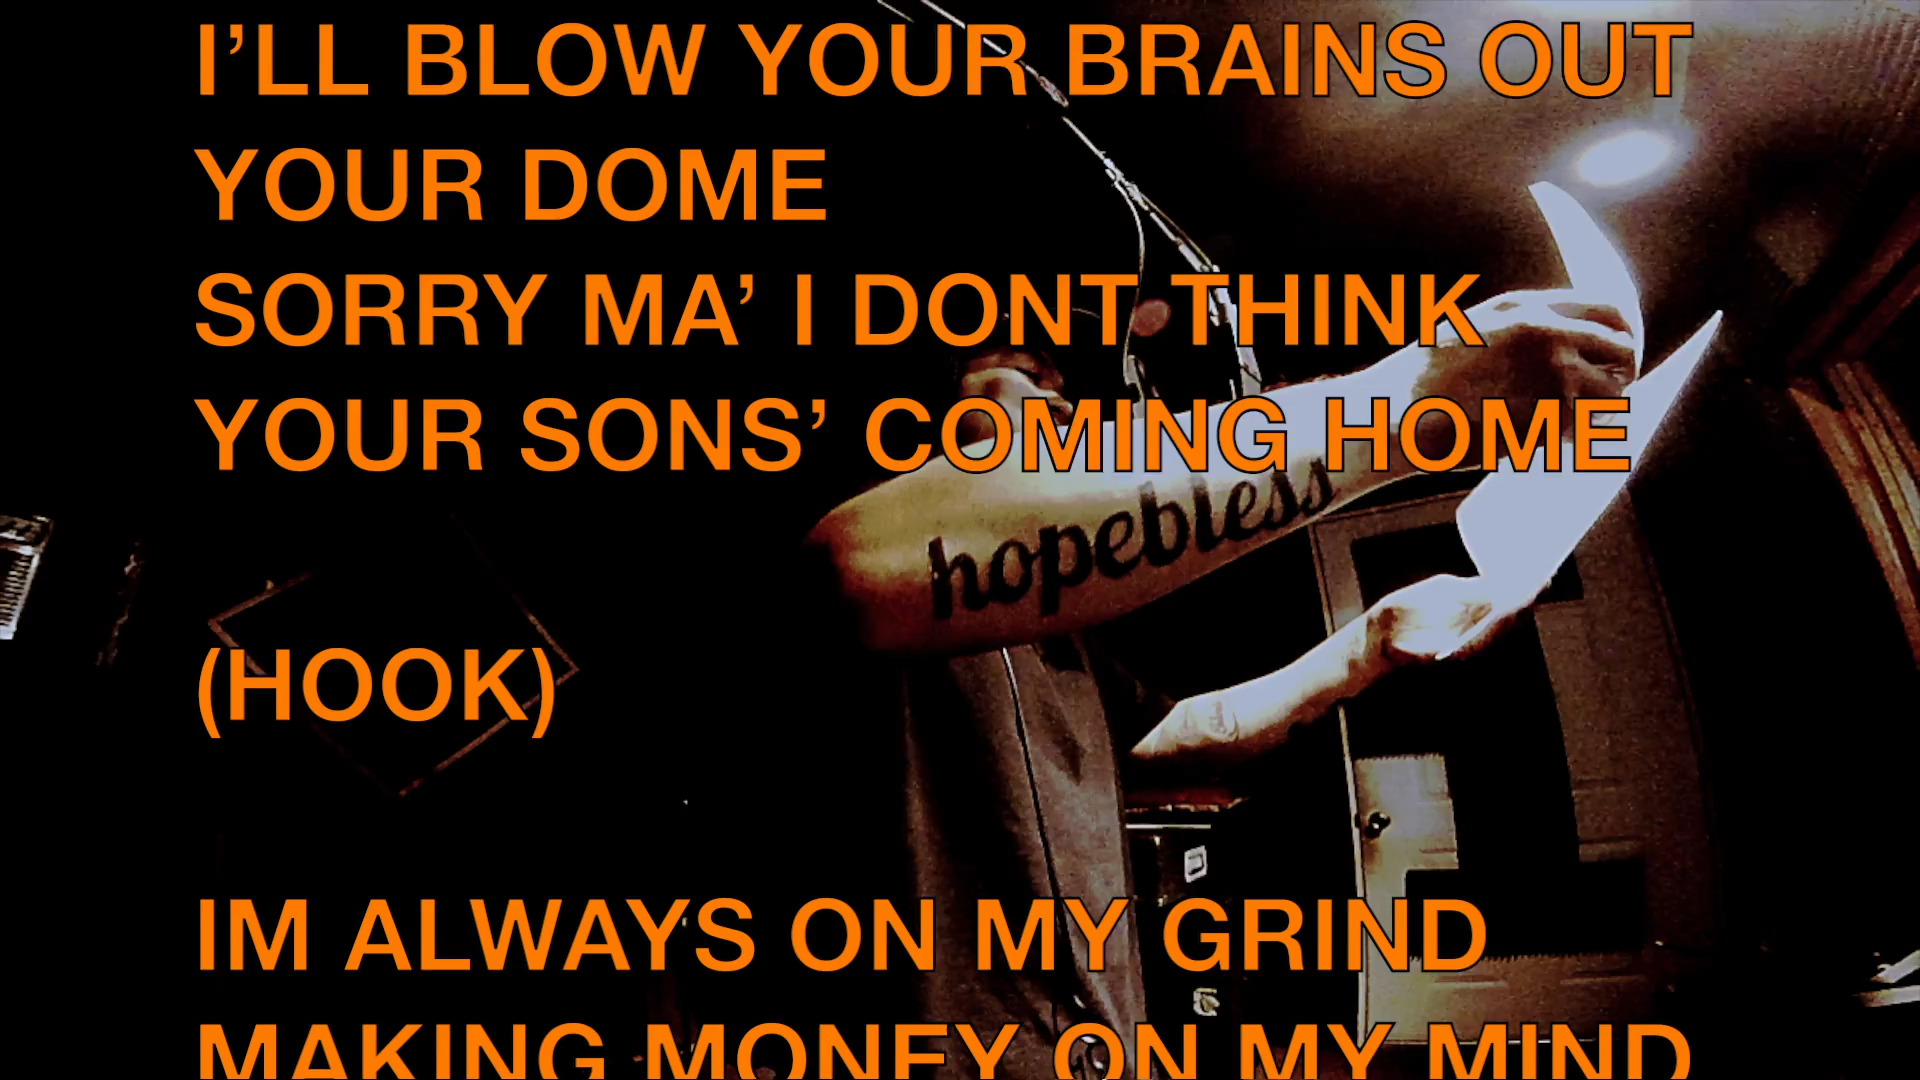 I’LL BLOW YOUR BRAINS OUT
YOUR DOME
SORRY MA’ I DONT THINK
YOUR SONS’ COMING HOME
hopebless
(HOOK)
IM ALWAYS ON MY GRIND
MAKING MONEY ON MY MIND